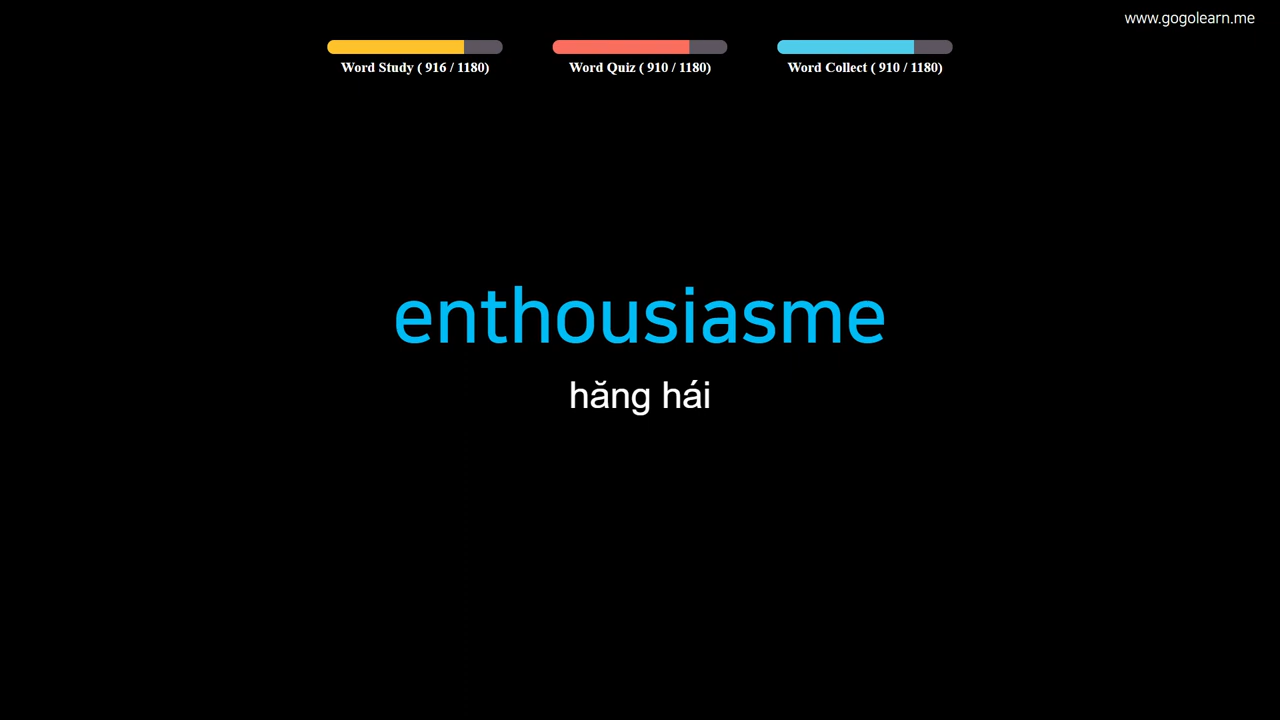 www.gogolearn.me
Word Study ( 916 / 1180)
Word Quiz ( 910 / 1180)
Word Collect ( 910 / 1180)
enthousiasme
hăng hái